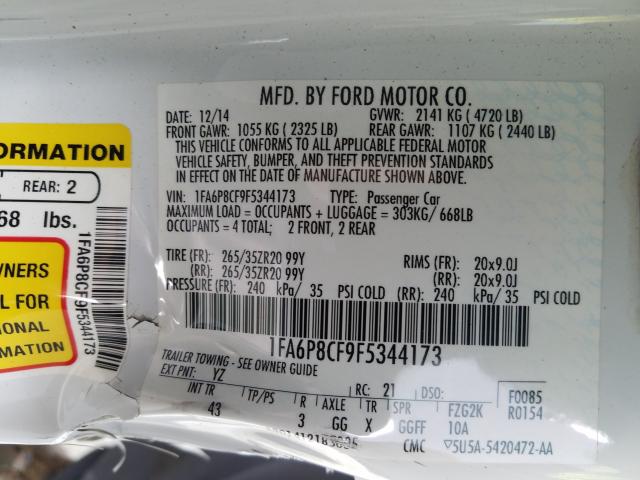 MFD. BY FORD MOTOR CO.
DATE: 12/14 GVWR: 2141 KG ( 4720 LB)
FRONT GAWR: 1055 KG ( 2325 LB) REAR GAWR: 1107 KG ( 2440 LB)
THIS VEHICLE CONFORMS TO ALL APPLICABLE FEDERAL MOTOR
VEHICLE SAFETY, BUMPER, AND THEFT PREVENTION STANDARDS
IN EFFECT ON THE DATE OF MANUFACTURE SHOWN ABOVE.
VIN: 1FA6P8CF9F5344173 TYPE: Passenger Car
MAXIMUM LOAD = OCCUPANTS + LUGGAGE = 303KG/ 668LB
OCCUPANTS = 4 TOTAL; 2 FRONT, 2 REAR
TIRE (FR): 265/35ZR20 99Y RIMS (FR): 20x9.0J
(RR): 265/35ZR20 99Y (RR): 20x9.0J
PRESSURE (FR): 240 kPa/ 35 PSI COLD (RR): 240 kPa/ 35 PSI COLD
1FA6P8CF9F5344173
TRAILER TOWING - SEE OWNER GUIDE
EXT PNT: YZ RC: 21 DSO: F0085
INT TR TP/PS R AXLE TR SPR FZG2K R0154
43 3 GG X GGFF 10A
CMC 5U5A-5420472-AA
ORMATION
REAR: 2
68 lbs.
WNERS
L FOR
IONAL
MATION
1FA6P8CF9F5344173